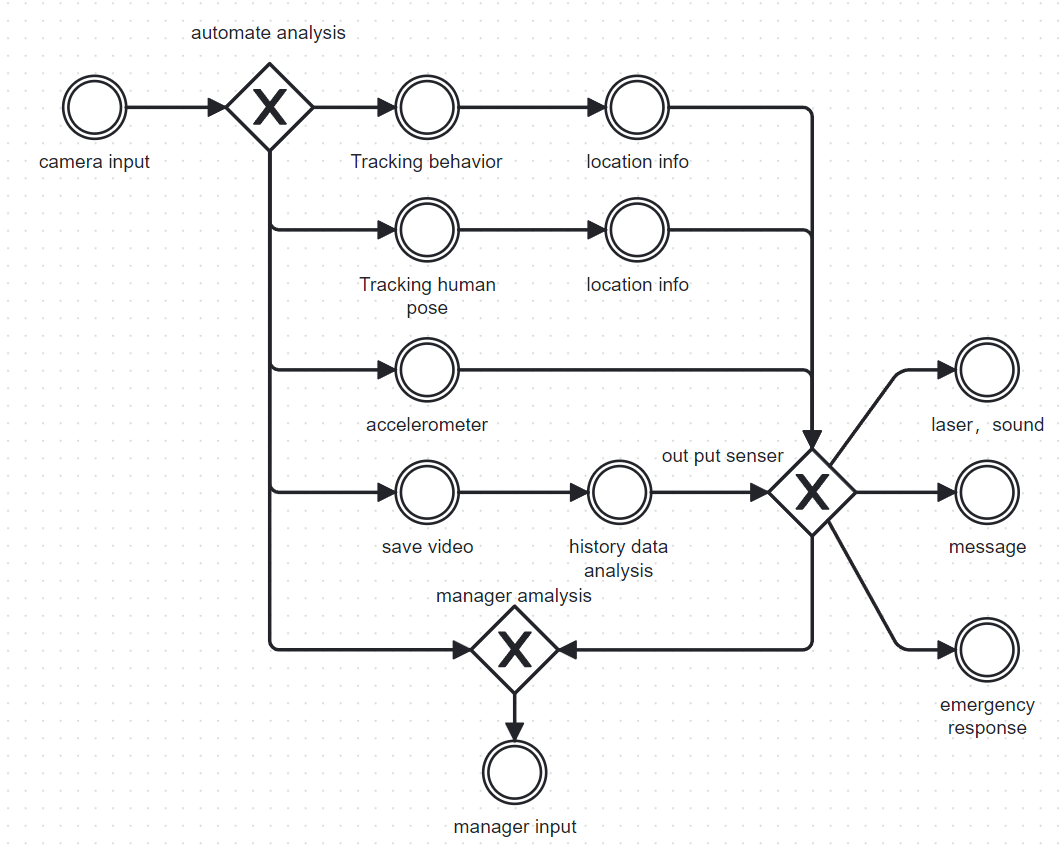 automate analysis
camera input
Tracking behavior
location info
Tracking human
pose
location info
accelerometer
laser，sound
out put senser
save video
history data
analysis
message
manager amalysis
emergency
response
manager input